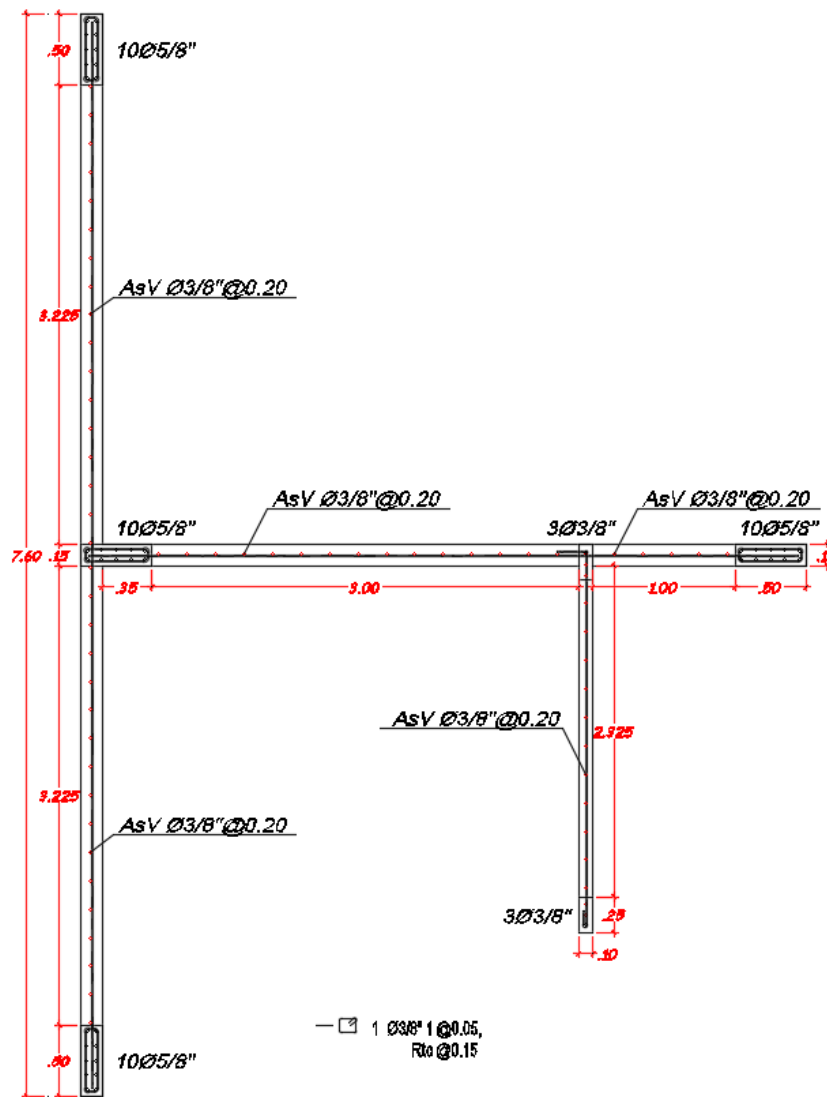 .50
10Ø5/8"
AsV Ø3/8"@0.20
3.225
AsV Ø3/8"@0.20
AsV Ø3/8"@0.20
10Ø5/8"
3Ø3/8"
10Ø5/8"
7.60
.15
.35
3.00
1.00
.50
AsV Ø3/8"@0.20
2.325
3.225
AsV Ø3/8"@0.20
3Ø3/8"
.25
.10
1 Ø3/8" 1@0.05,
Rto @0.15
.50
10Ø5/8"